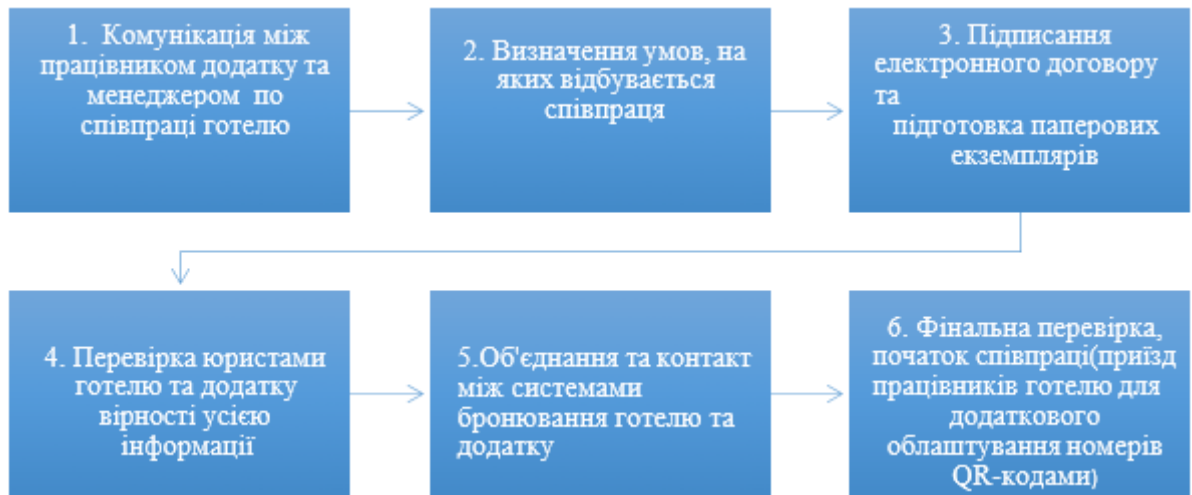 1. Комунікація між
працівником додатку та
менеджером по
співпраці готелю
2. Визначення умов, на
яких відбувається
співпраця
3. Підписання
електронного договору
та
підготовка паперових
екземплярів
4. Перевірка юристами
готелю та додатку
вірності усією
інформації
5.Об'єднання та контакт
між системами
бронювання готелю та
додатку
6. Фінальна перевірка,
початок співпраці(приїзд
працівників готелю для
додаткового
облаштування номерів
QR-кодами)